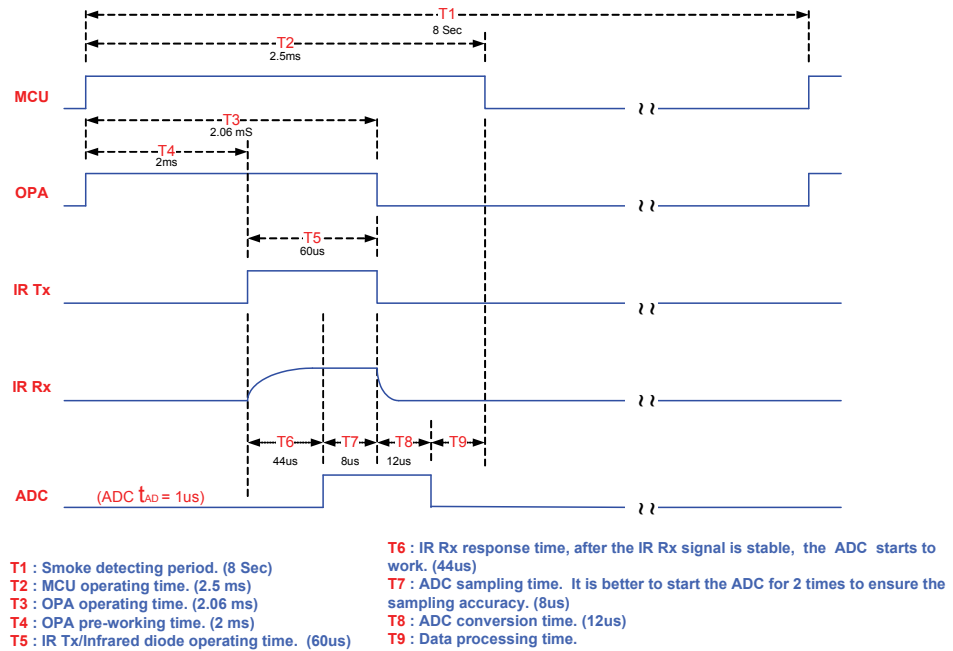 T1
8 Sec
T2
2.5ms
MCU
T3
2.06 mS
T4
2ms
OPA
T5
60us
IR Tx
IR Rx
T6 T7 T8 T9
44us 8us 12us
ADC (ADC tAD = 1us)
T1 : Smoke detecting period. (8 Sec)
T2 : MCU operating time. (2.5 ms)
T3 : OPA operating time. (2.06 ms)
T4 : OPA pre-working time. (2 ms)
T5 : IR Tx/Infrared diode operating time. (60us)
T6 : IR Rx response time, after the IR Rx signal is stable, the ADC starts to
work. (44us)
T7 : ADC sampling time. It is better to start the ADC for 2 times to ensure the
sampling accuracy. (8us)
T8 : ADC conversion time. (12us)
T9 : Data processing time.